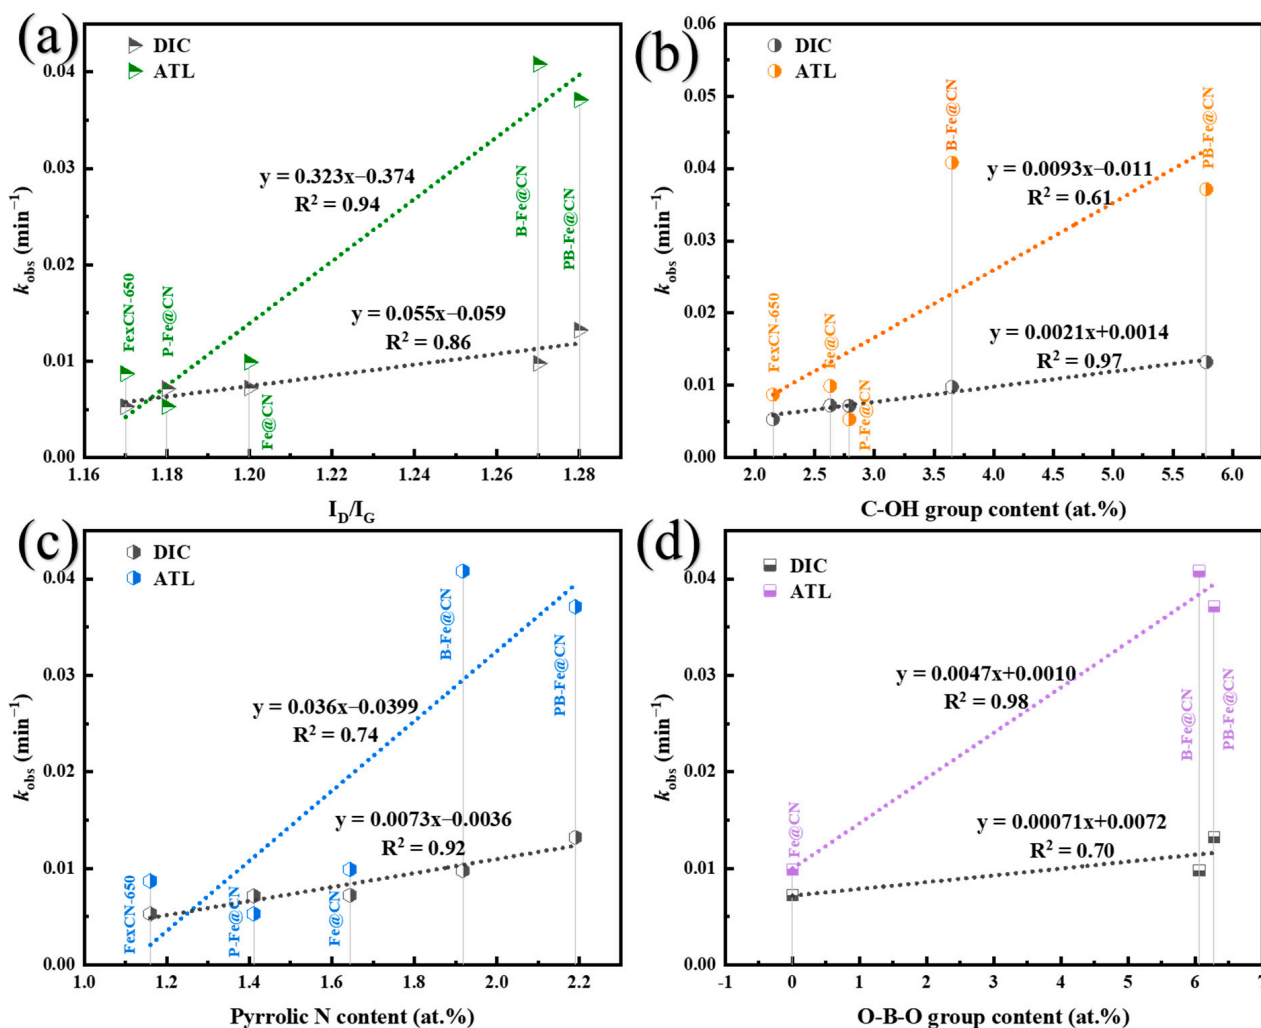 (a)
DIC
ATL
0.04
0.03
0.02
0.01
0.00
kobs (min−1)
y = 0.323x−0.374
R2 = 0.94
y = 0.055x−0.059
R2 = 0.86
FexCN-650
P-Fe@CN
Fe@CN
B-Fe@CN
PB-Fe@CN
1.16 1.18 1.20 1.22 1.24 1.26 1.28
ID/IG
(b)
DIC
ATL
0.06
0.05
0.04
0.03
0.02
0.01
0.00
kobs (min−1)
y = 0.0093x−0.011
R2 = 0.61
y = 0.0021x+0.0014
R2 = 0.97
FexCN-650
Fe@CN
P-Fe@CN
B-Fe@CN
PB-Fe@CN
2.0 2.5 3.0 3.5 4.0 4.5 5.0 5.5 6.0
C-OH group content (at.%)
(c)
DIC
ATL
0.04
0.03
0.02
0.01
0.00
kobs (min−1)
y = 0.036x−0.0399
R2 = 0.74
y = 0.0073x−0.0036
R2 = 0.92
FexCN-650
P-Fe@CN
Fe@CN
B-Fe@CN
PB-Fe@CN
1.0 1.2 1.4 1.6 1.8 2.0 2.2
Pyrrolic N content (at.%)
(d)
DIC
ATL
0.04
0.03
0.02
0.01
0.00
kobs (min−1)
y = 0.0047x+0.0010
R2 = 0.98
y = 0.00071x+0.0072
R2 = 0.70
Fe@CN
B-Fe@CN
PB-Fe@CN
-1 0 1 2 3 4 5 6 7
O-B-O group content (at.%)